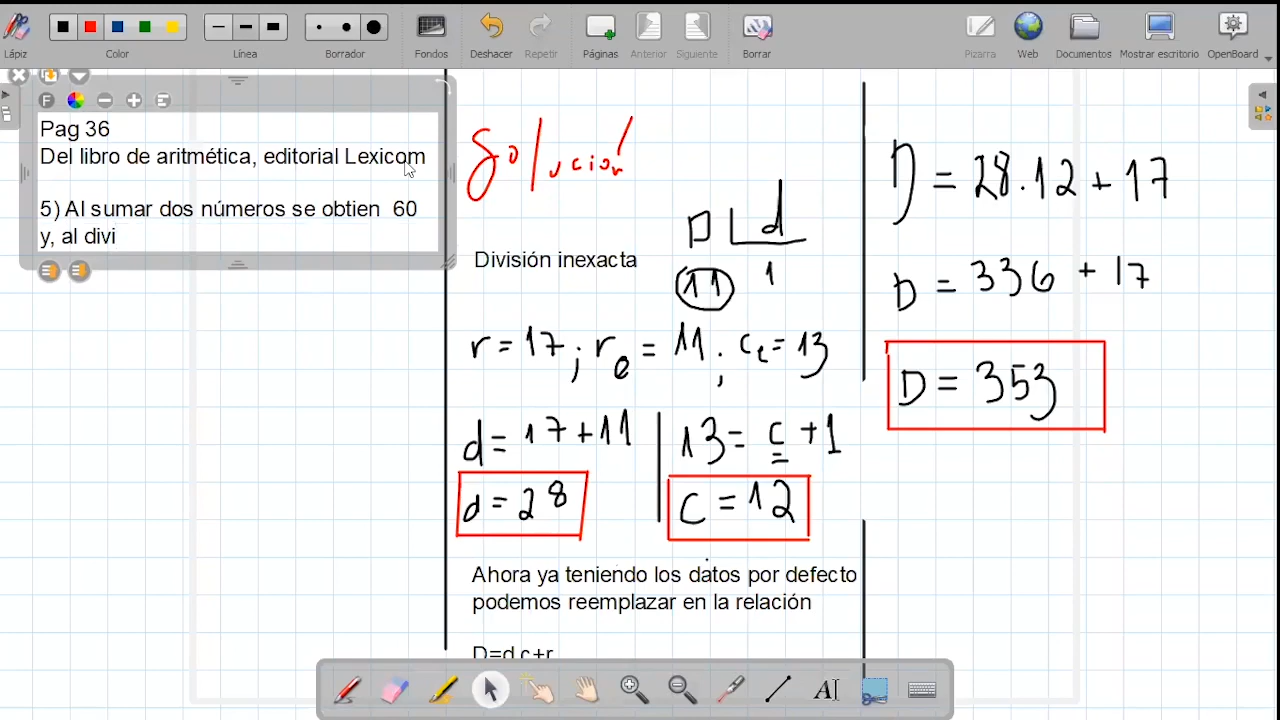 Lápiz
Color
Línea
Borrador
Fondos
Deshacer
Repetir
Páginas
Anterior
Siguiente
Borrar
Pizarra
Web
Documentos
Mostrar escritorio
OpenBoard
F
Pag 36
Del libro de aritmética, editorial Lexicom
5) Al sumar dos números se obtien 60
y, al divi
Solución
División inexacta
D d
11 1
r = 17 ; re = 11 ; ct = 13
d = 17 + 11
d = 28
13 = c + 1
C = 12
Ahora ya teniendo los datos por defecto
podemos reemplazar en la relación
D=d.c+r
D = 28.12 + 17
D = 336 + 17
D = 353